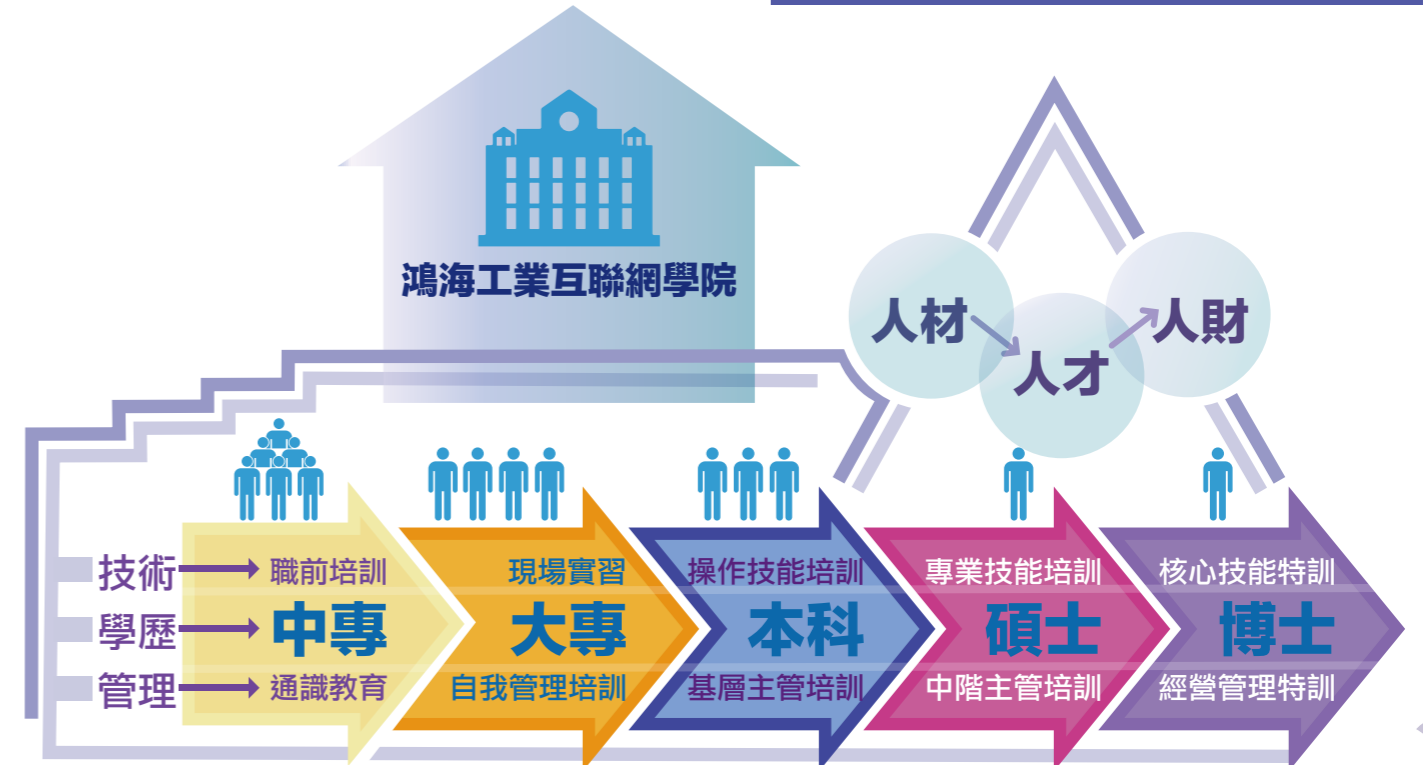 鴻海工業互聯網學院
人材
人才
人財
技術
職前培訓
現場實習
操作技能培訓
專業技能培訓
核心技能特訓
學歷
中專
大專
本科
碩士
博士
管理
通識教育
自我管理培訓
基層主管培訓
中階主管培訓
經營管理特訓